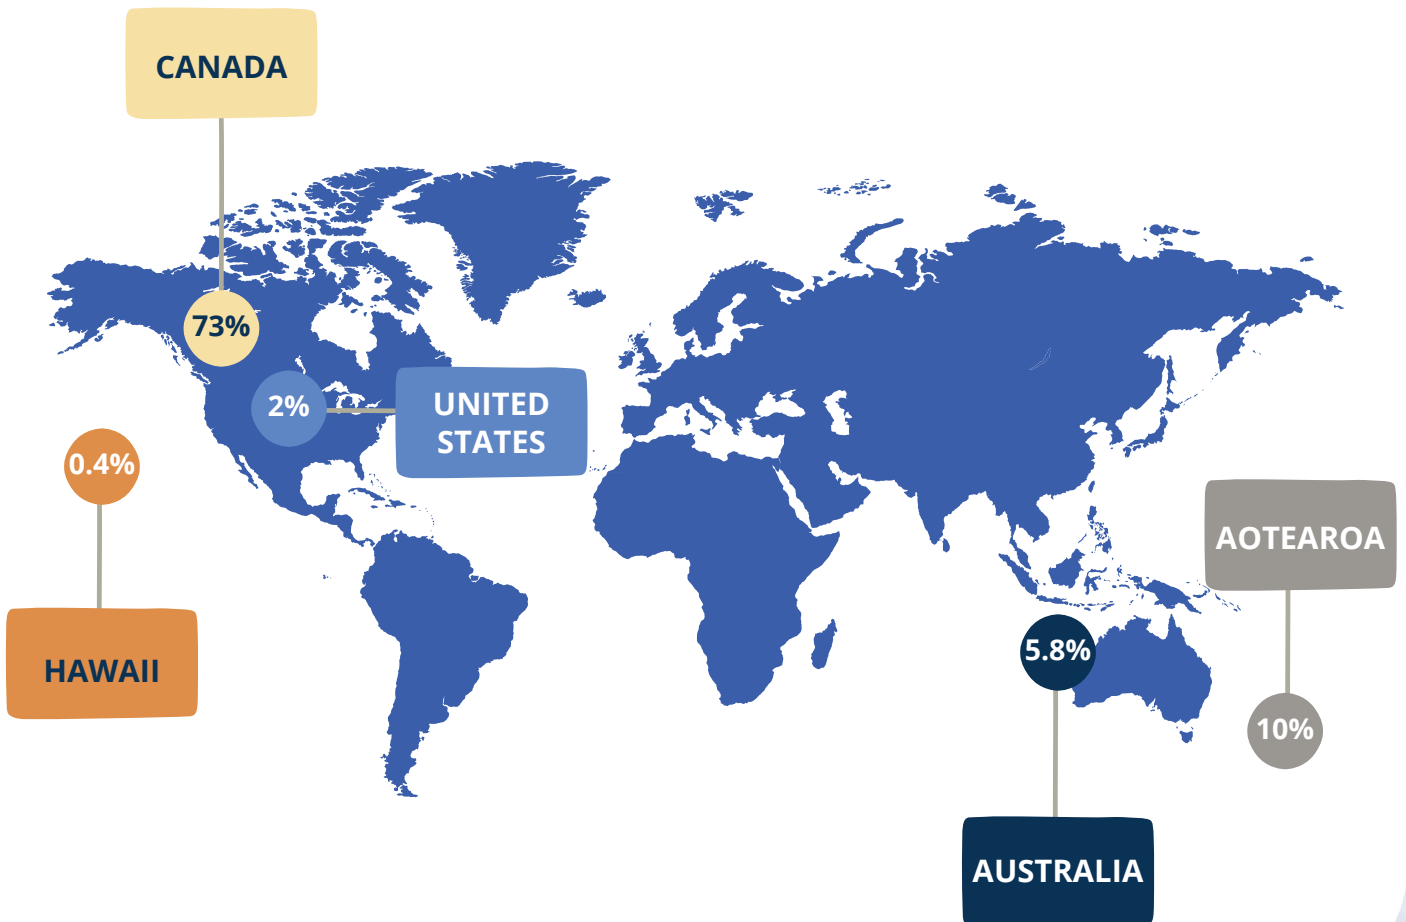 CANADA
73%
2%
UNITED
STATES
0.4%
HAWAII
AOTEAROA
5.8%
10%
AUSTRALIA